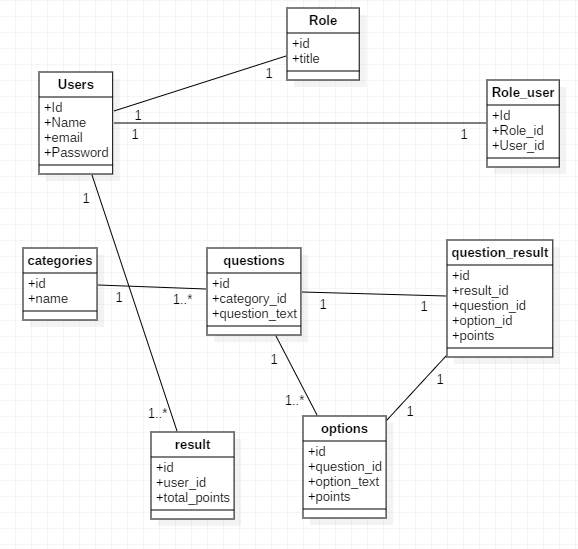 Role
+id
+title
1
Users
+Id
+Name
+email
+Password
1
1
1
Role_user
+Id
+Role_id
+User_id
1
categories
+id
+name
1
1..*
questions
+id
+category_id
+question_text
1
1
question_result
+id
+result_id
+question_id
+option_id
+points
1
1..*
1
1
1..*
result
+id
+user_id
+total_points
options
+id
+question_id
+option_text
+points